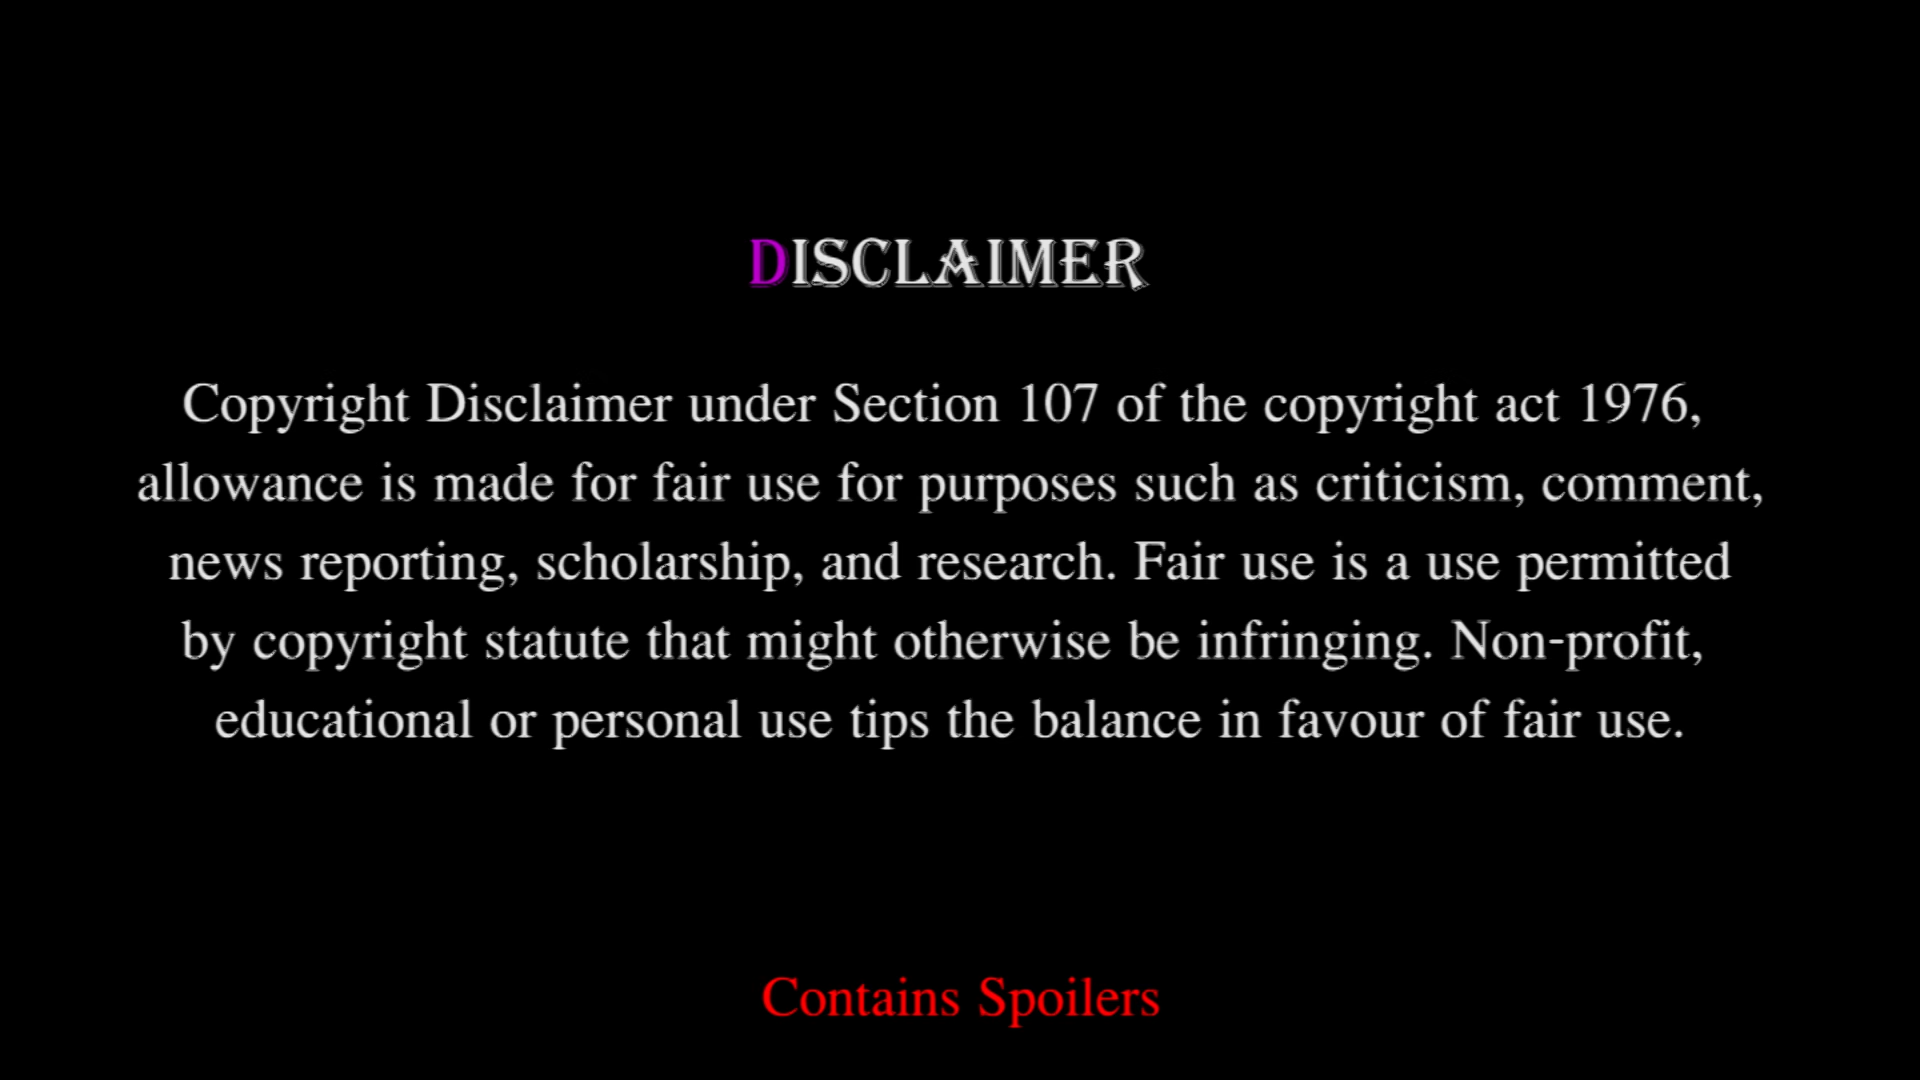 DISCLAIMER
Copyright Disclaimer under Section 107 of the copyright act 1976,
allowance is made for fair use for purposes such as criticism, comment,
news reporting, scholarship, and research. Fair use is a use permitted
by copyright statute that might otherwise be infringing. Non-profit,
educational or personal use tips the balance in favour of fair use.
Contains Spoilers